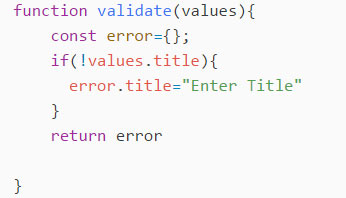 function validate(values){
    const error={};
    if(!values.title){
      error.title="Enter Title"
    }
    return error

}